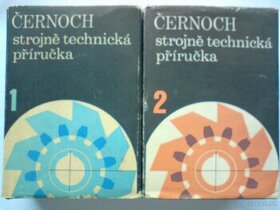 ČERNOCH
strojně technická
příručka
1
ČERNOCH
strojně technická
příručka
2